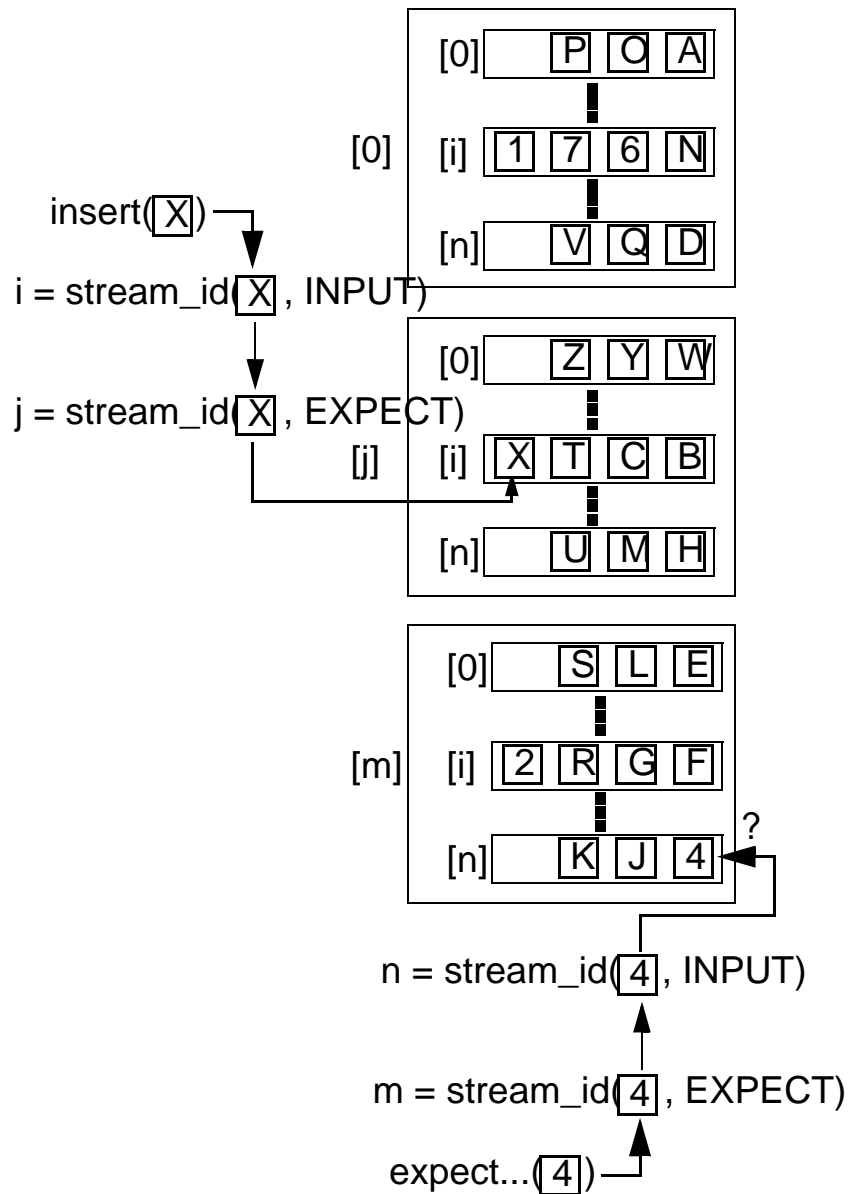 [0] P O A
[0] [i] 1 7 6 N
insert( X )
[n] V Q D
i = stream_id( X , INPUT)
[0] Z Y W
j = stream_id( X , EXPECT)
[j] [i] X T C B
[n] U M H
[0] S L E
[m] [i] 2 R G F
?
[n] K J 4
n = stream_id( 4 , INPUT)
m = stream_id( 4 , EXPECT)
expect...( 4 )